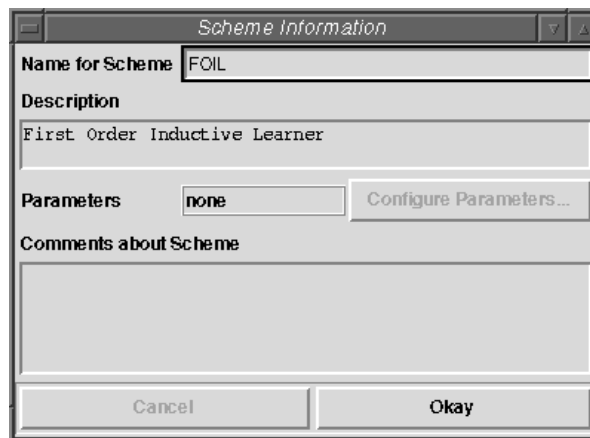 Scheme Information
Name for Scheme FOIL
Description
First Order Inductive Learner
Parameters none Configure Parameters...
Comments about Scheme
Cancel Okay